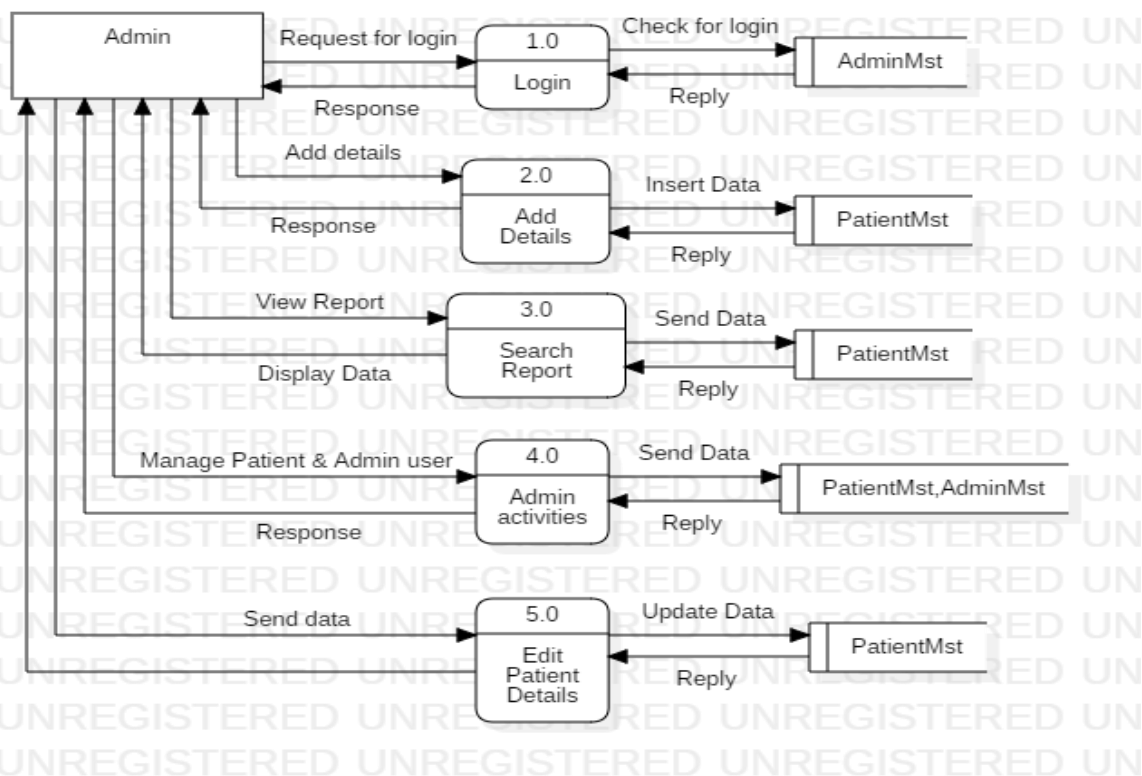 Admin
Request for login
Response
1.0
Login
Check for login
Reply
AdminMst
Add details
Response
2.0
Add
Details
Insert Data
Reply
PatientMst
View Report
Display Data
3.0
Search
Report
Send Data
Reply
PatientMst
Manage Patient & Admin user
Response
4.0
Admin
activities
Send Data
Reply
PatientMst,AdminMst
Send data
5.0
Edit
Patient
Details
Update Data
Reply
PatientMst
UNREGISTERED